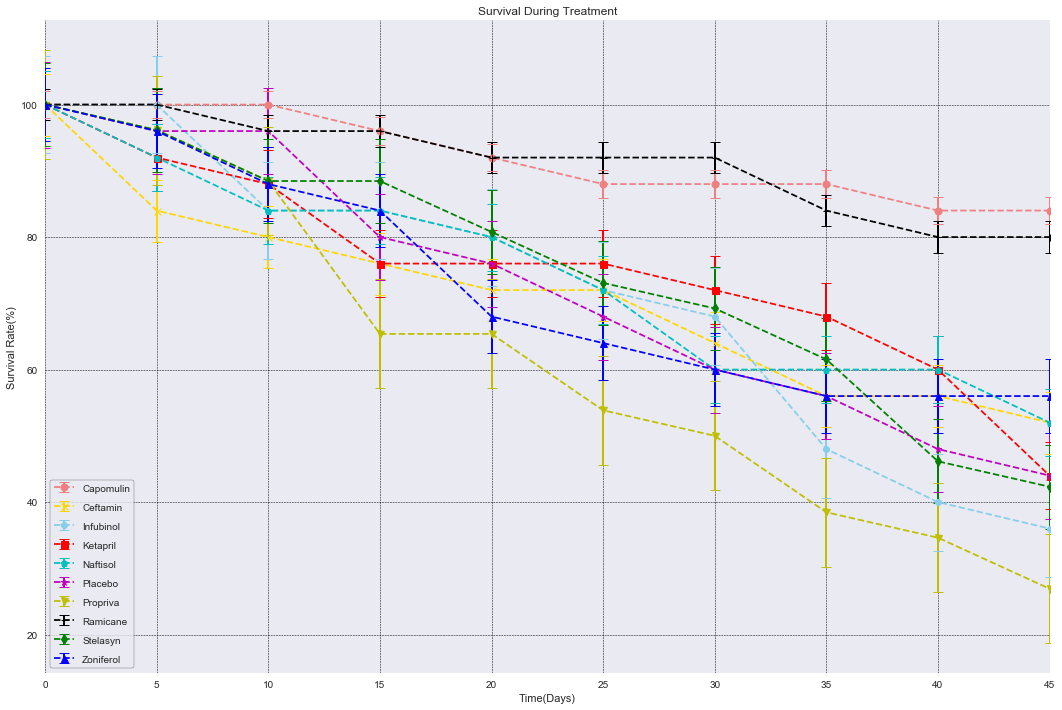 Survival During Treatment
Survival Rate(%)
100
80
60
40
20
Capomulin
Ceftamin
Infubinol
Ketapril
Naftisol
Placebo
Propriva
Ramicane
Stelasyn
Zoniferol
0 5 10 15 20 25 30 35 40 45
Time(Days)